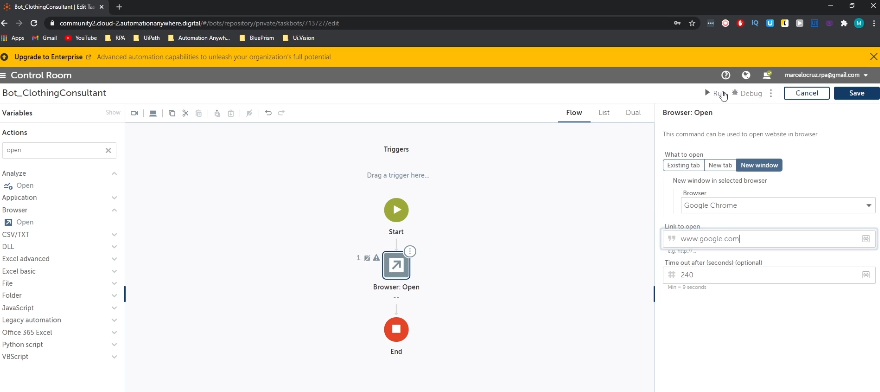 Bot_ClothingConsultant | Edit Tas
community2.cloud-2.automationanywhere.digital/#/bots/repository/private/taskbots/713727/edit
Apps Gmail YouTube RPA UiPath Automation Anywh... BluePrism Ui.Vision
Upgrade to Enterprise Advanced automation capabilities to unleash your organization's full potential
Control Room
marcelocruz.rpa@gmail.com
Bot_ClothingConsultant
Run Debug Cancel Save
Variables Show
Flow List Dual
Browser: Open
Actions
open
This command can be used to open website in browser
Triggers
Drag a trigger here...
Start
1
Browser: Open
--
End
Analyze
Open
Application
Browser
Open
CSV/TXT
DLL
Excel advanced
Excel basic
File
Folder
JavaScript
Legacy automation
Office 365 Excel
Python script
VBScript
What to open
Existing tab New tab New window
New window in selected browser
Browser
Google Chrome
Link to open
www.google.com
e.g. http://...
Time out after (seconds) (optional)
# 240